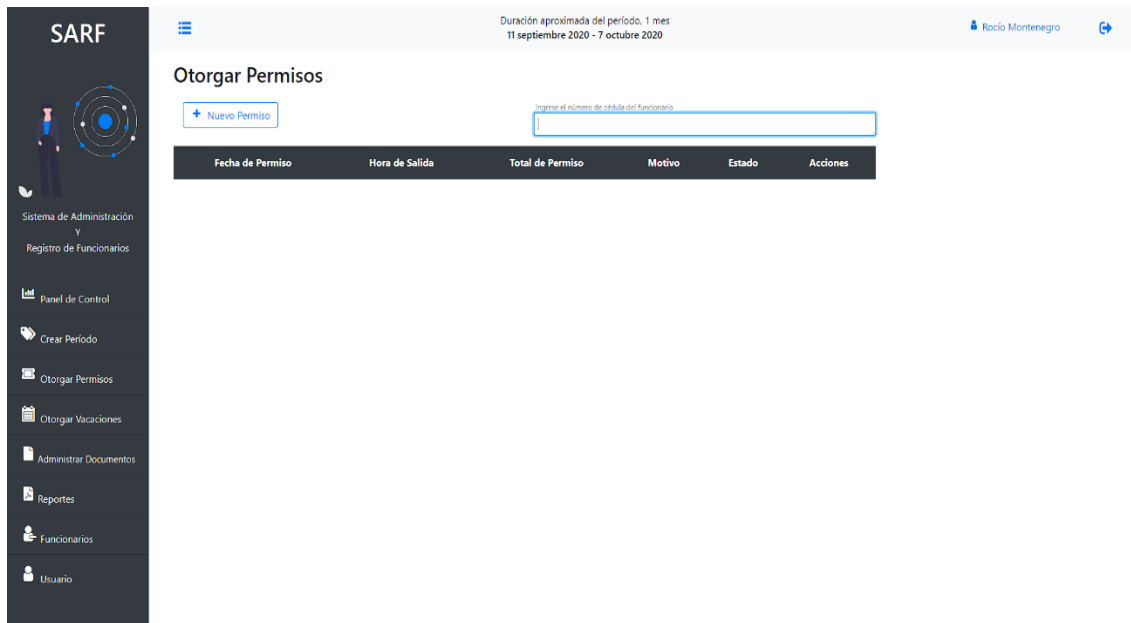 SARF
Sistema de Administración
Y
Registro de Funcionarios
Panel de Control
Crear Período
Otorgar Permisos
Otorgar Vacaciones
Administrar Documentos
Reportes
Funcionarios
Usuario
Duración aproximada del período, 1 mes
11 septiembre 2020 - 7 octubre 2020
Rocío Montenegro
Otorgar Permisos
+ Nuevo Permiso
Ingrese el número de cédula del funcionario
Fecha de Permiso Hora de Salida Total de Permiso Motivo Estado Acciones